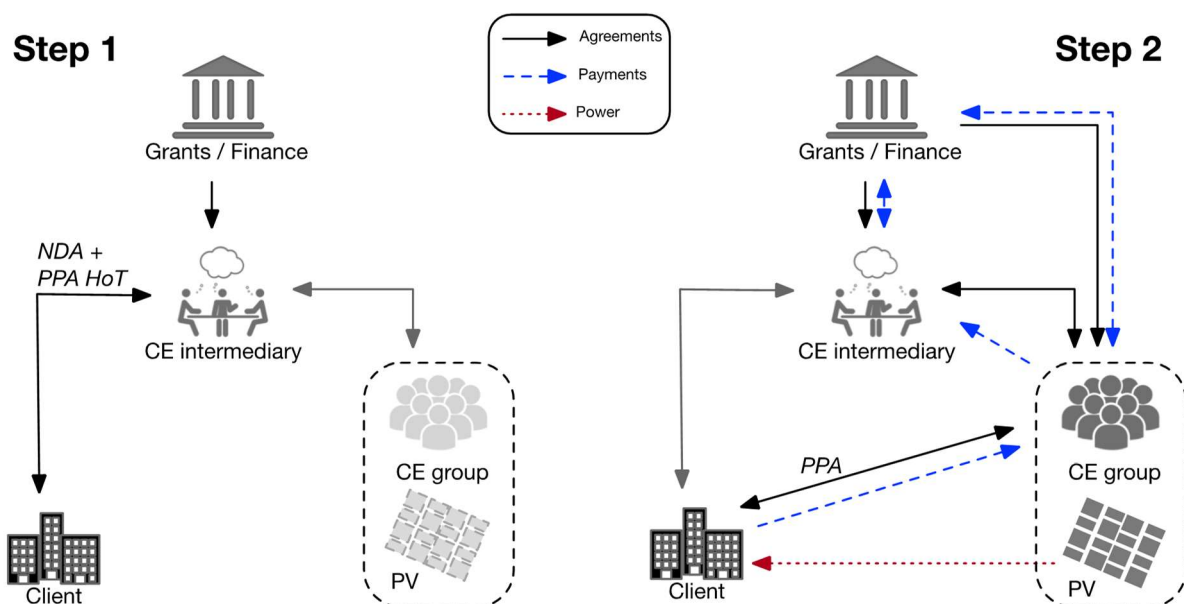 Step 1
Grants / Finance
NDA +
PPA HoT
CE intermediary
CE group
PV
Client
Agreements
Payments
Power
Step 2
Grants / Finance
CE intermediary
PPA
CE group
PV
Client